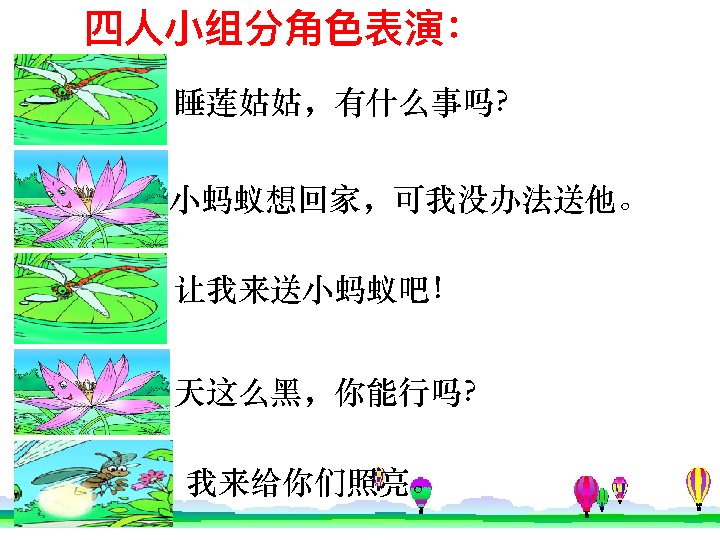 四人小组分角色表演：
睡莲姑姑，有什么事吗？
小蚂蚁想回家，可我没办法送他。
让我来送小蚂蚁吧！
天这么黑，你能行吗？
我来给你们照亮。